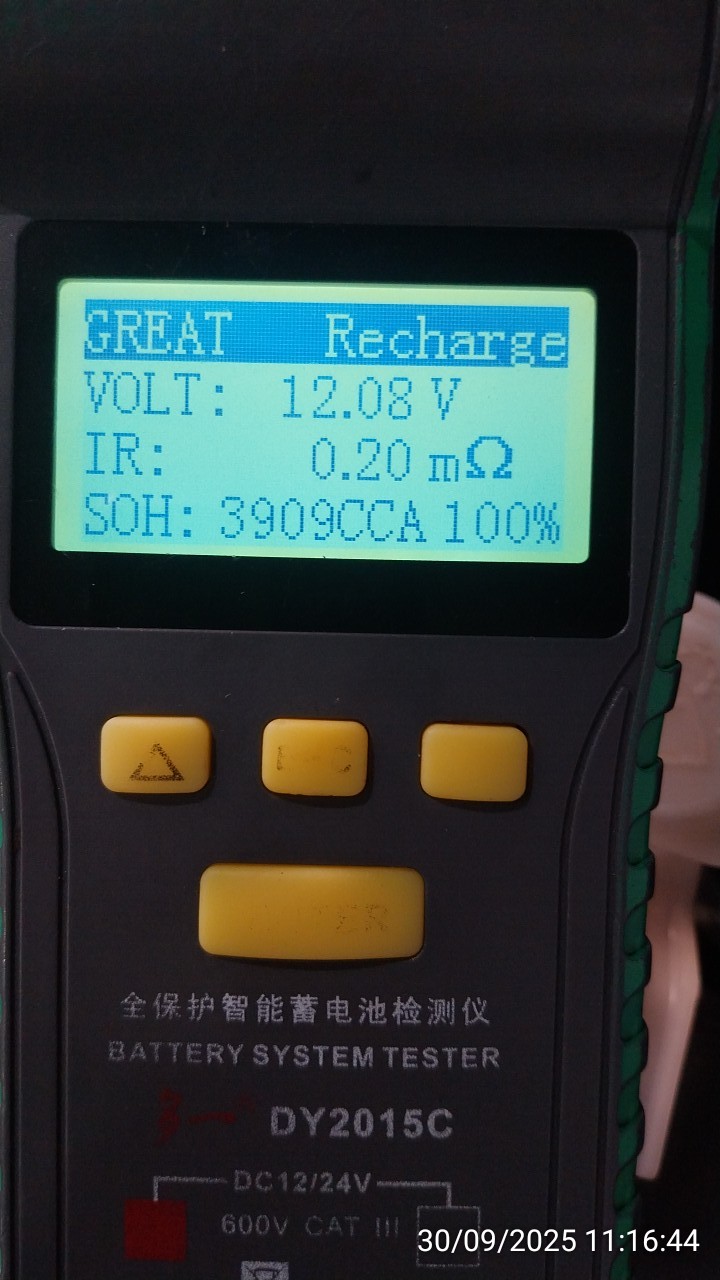 GREAT Recharge
VOLT: 12.08 V
IR: 0.20 mΩ
SOH: 3909CCA 100%
全保护智能蓄电池检测仪
BATTERY SYSTEM TESTER
DY2015C
DC12/24V
600V CAT III
30/09/2025 11:16:44